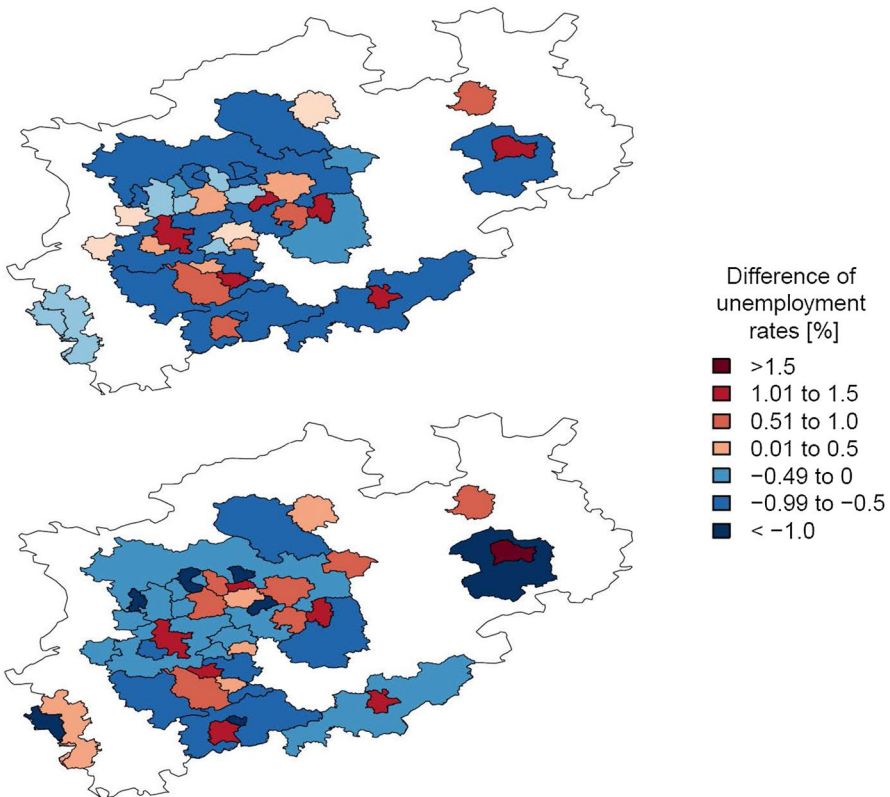 Difference of
unemployment
rates [%]
>1.5
1.01 to 1.5
0.51 to 1.0
0.01 to 0.5
−0.49 to 0
−0.99 to −0.5
< −1.0